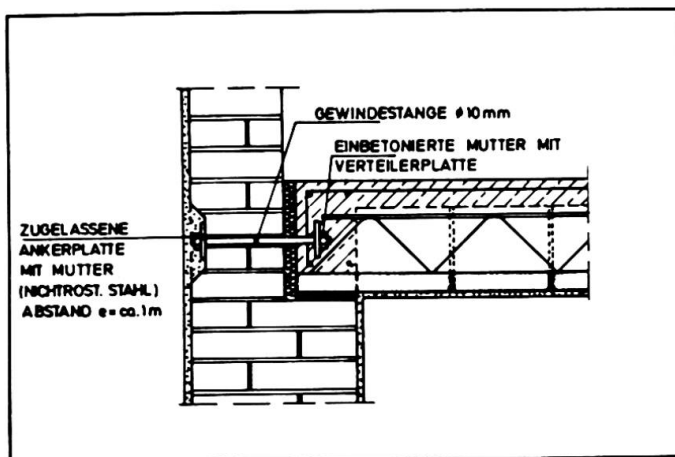 GEWINDESTANGE ø10mm
EINBETONIERTE MUTTER MIT
VERTEILERPLATTE
ZUGELASSENE
ANKERPLATTE
MIT MUTTER
(NICHTROST. STAHL)
ABSTAND e = ca.1m